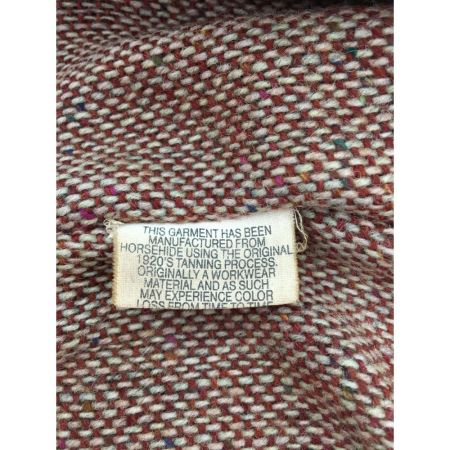 THIS GARMENT HAS BEEN
MANUFACTURED FROM
HORSEHIDE USING THE ORIGINAL
1920'S TANNING PROCESS.
ORIGINALLY A WORKWEAR
MATERIAL AND AS SUCH
MAY EXPERIENCE COLOR
LOSS FROM TIME TO TIME